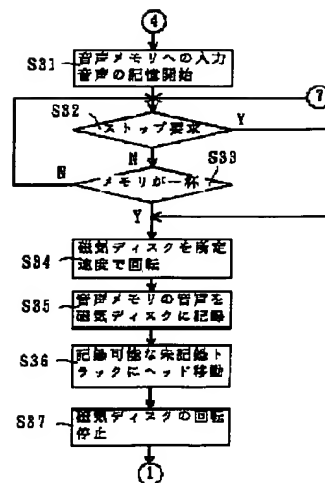 4
S31
音声メモリへの入力
音声の記憶開始
7
S32
ストップ要求
Y
N
S33
N
メモリが一杯
Y
S34
磁気ディスクを所定
速度で回転
S35
音声メモリの音声を
磁気ディスクに記録
S36
記録可能な未記録ト
ラックにヘッド移動
S37
磁気ディスクの回転
停止
1